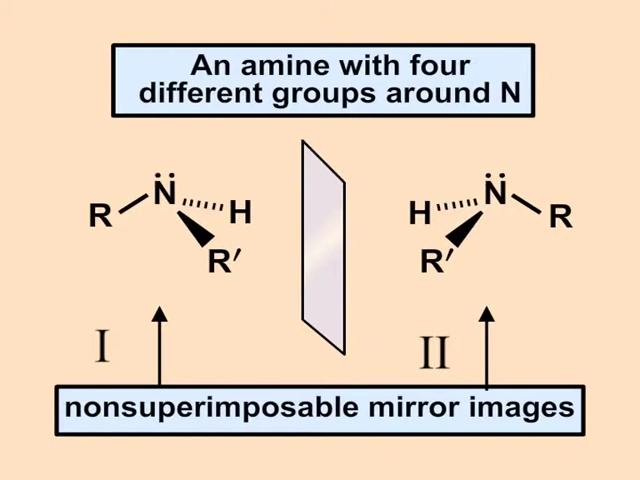 An amine with four
different groups around N
R N̈ H R′
H N̈ R R′
I
II
nonsuperimposable mirror images